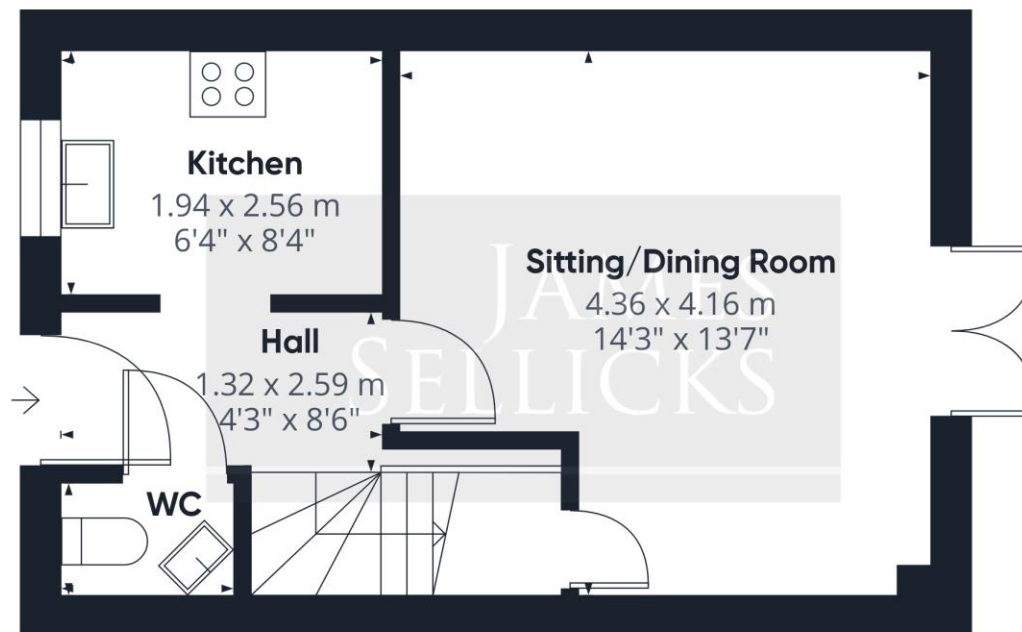 Kitchen
1.94 x 2.56 m
6'4" x 8'4"
Sitting/Dining Room
4.36 x 4.16 m
14'3" x 13'7"
Hall
1.32 x 2.59 m
4'3" x 8'6"
WC
JAMES
SELLICKS